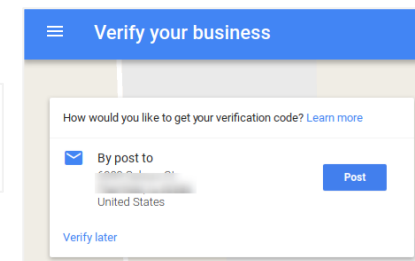 Verify your business
How would you like to get your verification code? Learn more
By post to
United States
Post
Verify later